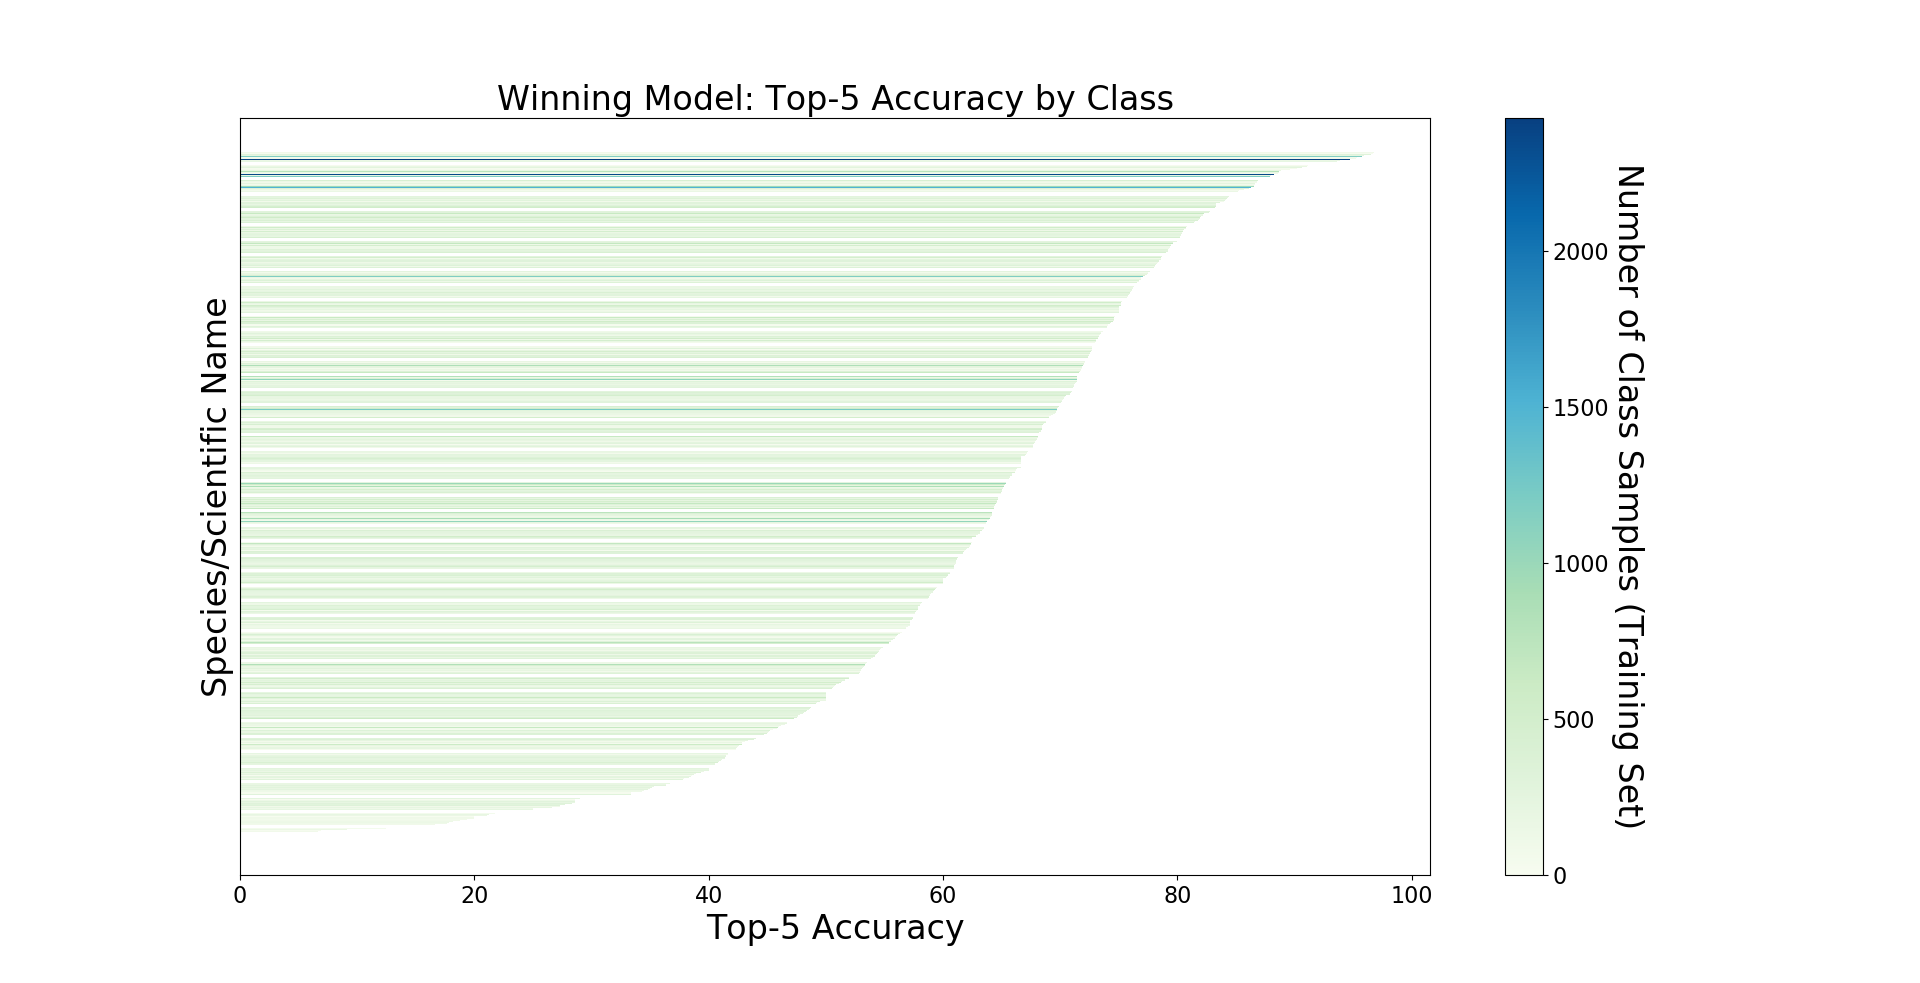 Winning Model: Top-5 Accuracy by Class
Species/Scientific Name
0
20
40
60
80
100
Top-5 Accuracy
2000
1500
1000
500
0
Number of Class Samples (Training Set)